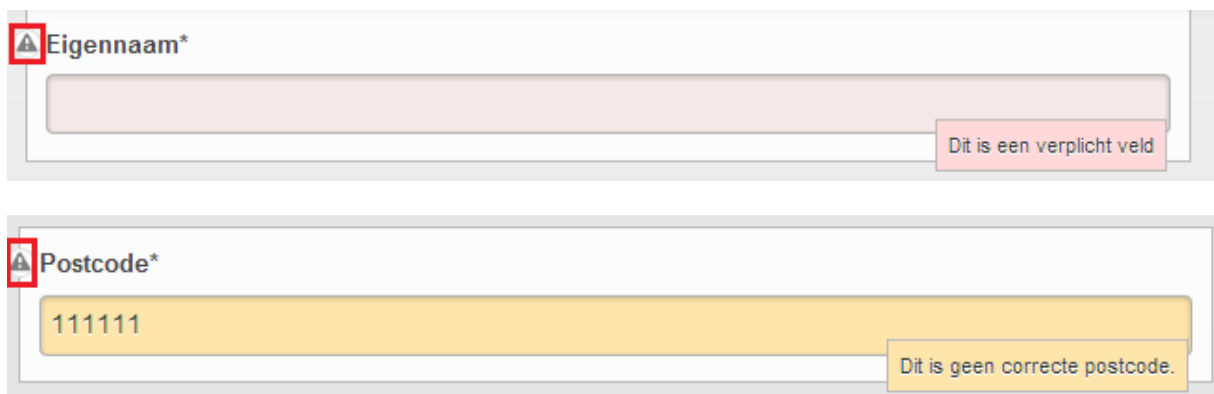 Eigennaam*
Dit is een verplicht veld
Postcode*
111111
Dit is geen correcte postcode.